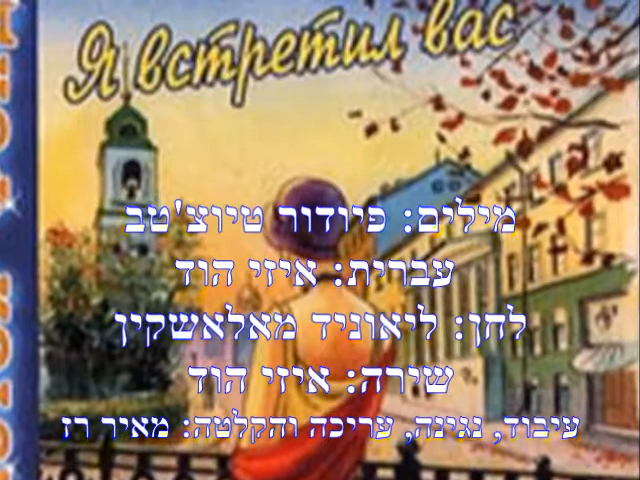 Я встретил вас
מילים: פיודור טיוצ'טב
עברית: איזי הוד
לחן: ליאוניד מאלאשקין
שירה: איזי הוד
עיבוד, נגינה, עריכה והקלטה: מאיר רז